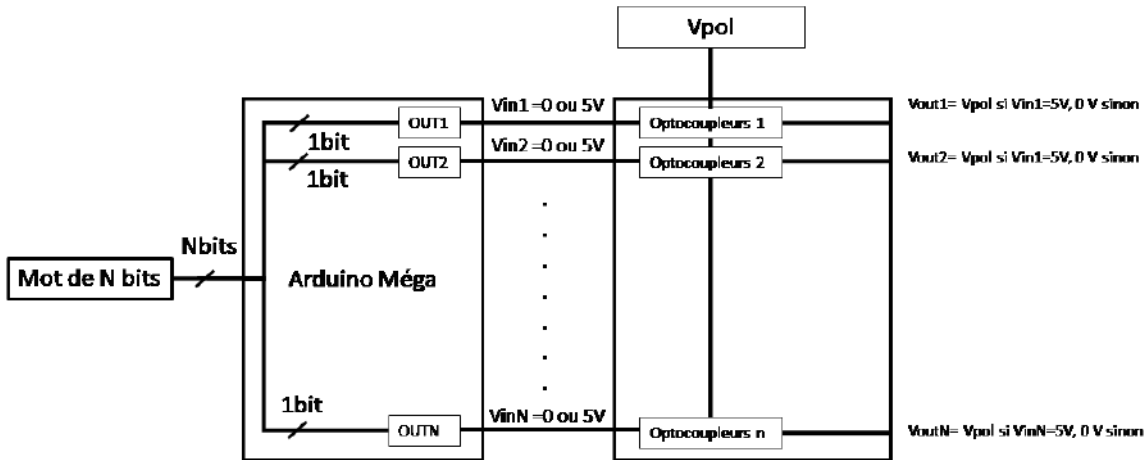 Vpol
Vin1 =0 ou 5V
Vout1= Vpol si Vin1=5V, 0 V sinon
OUT1
Optocoupleurs 1
1bit
Vin2 =0 ou 5V
OUT2
Optocoupleurs 2
Vout2= Vpol si Vin1=5V, 0 V sinon
1bit
Nbits
Mot de N bits
Arduino Méga
1bit
VinN =0 ou 5V
OUTN
Optocoupleurs n
VoutN= Vpol si VinN=5V, 0 V sinon